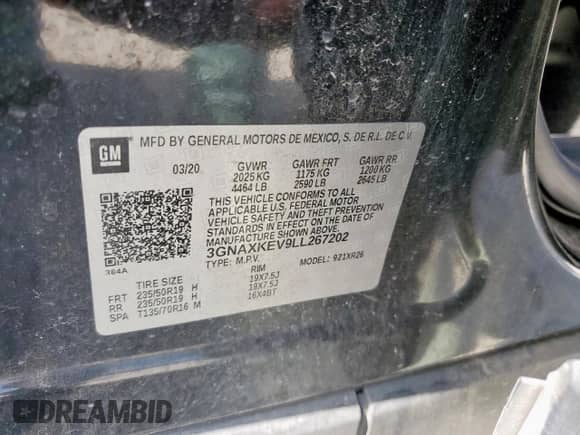 GM
MFD BY GENERAL MOTORS DE MEXICO, S. DE R.L. DE C.V.
03/20 GVWR GAWR FRT GAWR RR
2025 KG 1175 KG 1200 KG
4464 LB 2590 LB 2645 LB
THIS VEHICLE CONFORMS TO ALL
APPLICABLE U.S. FEDERAL MOTOR
VEHICLE SAFETY AND THEFT PREVENTION
STANDARDS IN EFFECT ON THE DATE OF
MANUFACTURE SHOWN ABOVE.
3GNAXKEV9LL267202
TYPE: M.P.V. MODEL: 921XR26
384A
TIRE SIZE RIM
FRT 235/50R19 H 19X7.5J
RR 235/50R19 H 19X7.5J
SPA T135/70R16 M 16X4BT
DREAMBID